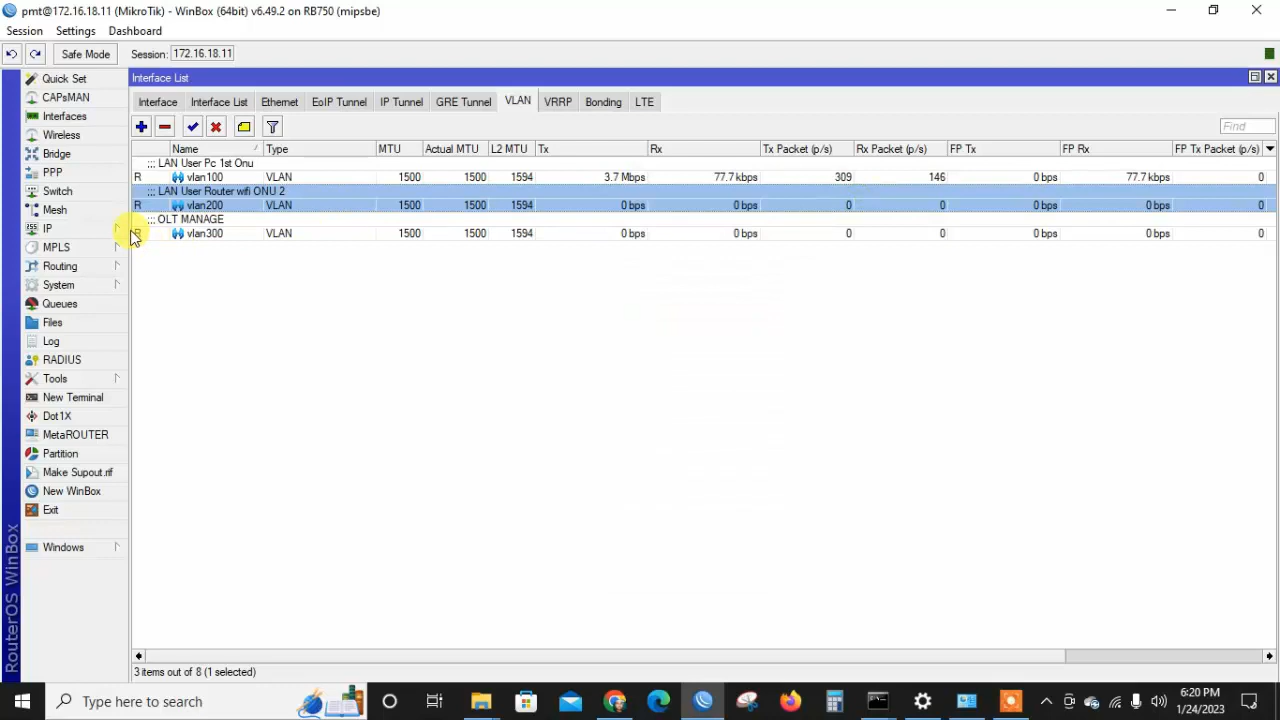 pmt@172.16.18.11 (MikroTik) - WinBox (64bit) v6.49.2 on RB750 (mipsbe)
Session Settings Dashboard
Safe Mode Session: 172.16.18.11
Interface List
Interface Interface List Ethernet EoIP Tunnel IP Tunnel GRE Tunnel VLAN VRRP Bonding LTE
Find
Name Type MTU Actual MTU L2 MTU Tx Rx Tx Packet (p/s) Rx Packet (p/s) FP Tx FP Rx FP Tx Packet (p/s)
;;; LAN User Pc 1st Onu
R vlan100 VLAN 1500 1500 1594 3.7 Mbps 77.7 kbps 309 146 0 bps 77.7 kbps 0
;;; LAN User Router wifi ONU 2
R vlan200 VLAN 1500 1500 1594 0 bps 0 bps 0 0 0 bps 0 bps 0
;;; OLT MANAGE
R vlan300 VLAN 1500 1500 1594 0 bps 0 bps 0 0 0 bps 0 bps 0
Quick Set
CAPsMAN
Interfaces
Wireless
Bridge
PPP
Switch
Mesh
IP
MPLS
Routing
System
Queues
Files
Log
RADIUS
Tools
New Terminal
Dot1X
MetaROUTER
Partition
Make Supout.rif
New WinBox
Exit
Windows
RouterOS WinBox
3 items out of 8 (1 selected)
Type here to search
6:20 PM
1/24/2023